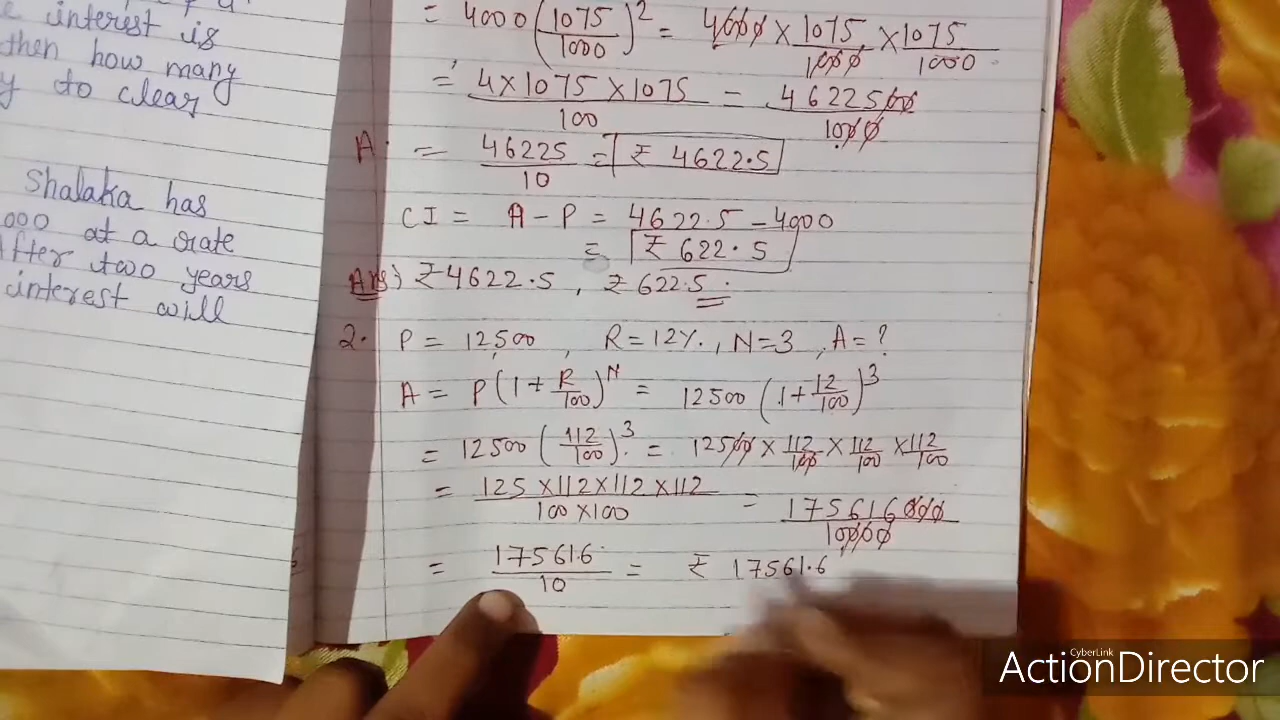 interest is
then how many
to clear
Shalaka has
000 at a rate
After two years
interest will
= 4000 (1075/1000)² = 4000 × 1075/1000 × 1075/1000
= 4×1075×1075/100 = 4622500/1000
A = 46225/10 = ₹ 4622.5
CI = A - P = 4622.5 - 4000
= ₹ 622.5
Ans) ₹4622.5 , ₹622.5
2. P = 12,500 , R = 12%. , N=3 , A = ?
A = P(1+R/100)ᴺ = 12500 (1+12/100)³
= 12500 (112/100)³ = 12500 × 112/100 × 112/100 × 112/100
= 125×112×112×112/100×100 = 175616000/10000
= 175616/10 = ₹ 17561.6
CyberLink
ActionDirector